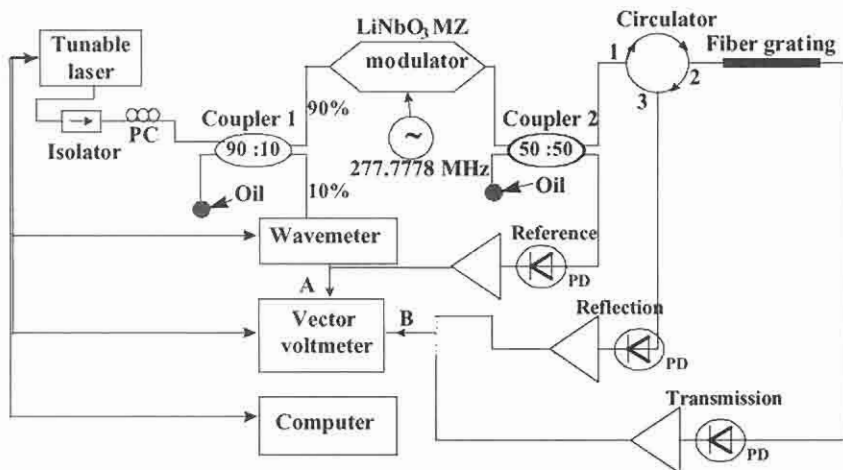 Tunable
laser
Isolator
PC
Coupler 1
90 :10
90%
10%
Oil
LiNbO3 MZ
modulator
~
277.7778 MHz
Coupler 2
50 :50
Oil
Circulator
1
2
3
Fiber grating
Wavemeter
Reference
PD
A
Vector
voltmeter
B
Reflection
PD
Computer
Transmission
PD